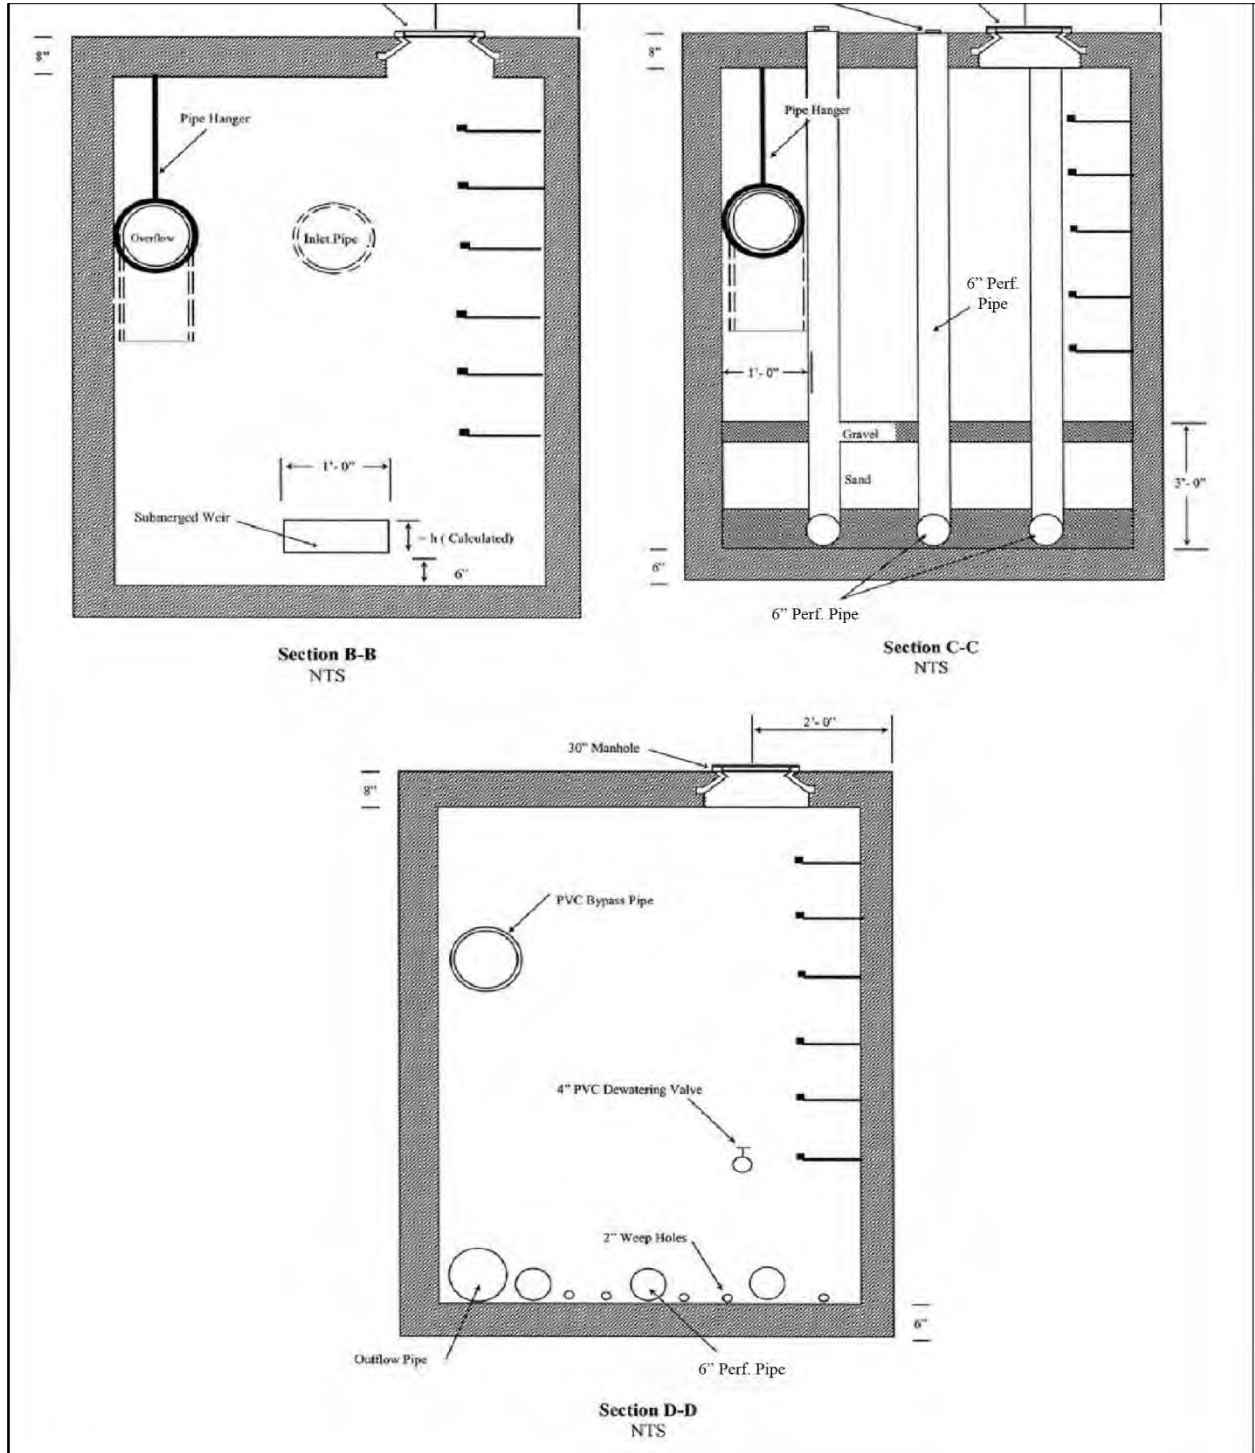 8"
Pipe Hanger
Overflow
Inlet Pipe
1'- 0"
Submerged Weir
= h ( Calculated)
6"
Section B-B
NTS
8"
Pipe Hanger
6” Perf.
Pipe
1'- 0"
Gravel
Sand
3'- 0"
6"
6” Perf. Pipe
Section C-C
NTS
2'- 0"
30" Manhole
8"
PVC Bypass Pipe
4" PVC Dewatering Valve
2" Weep Holes
6"
Outflow Pipe
6” Perf. Pipe
Section D-D
NTS